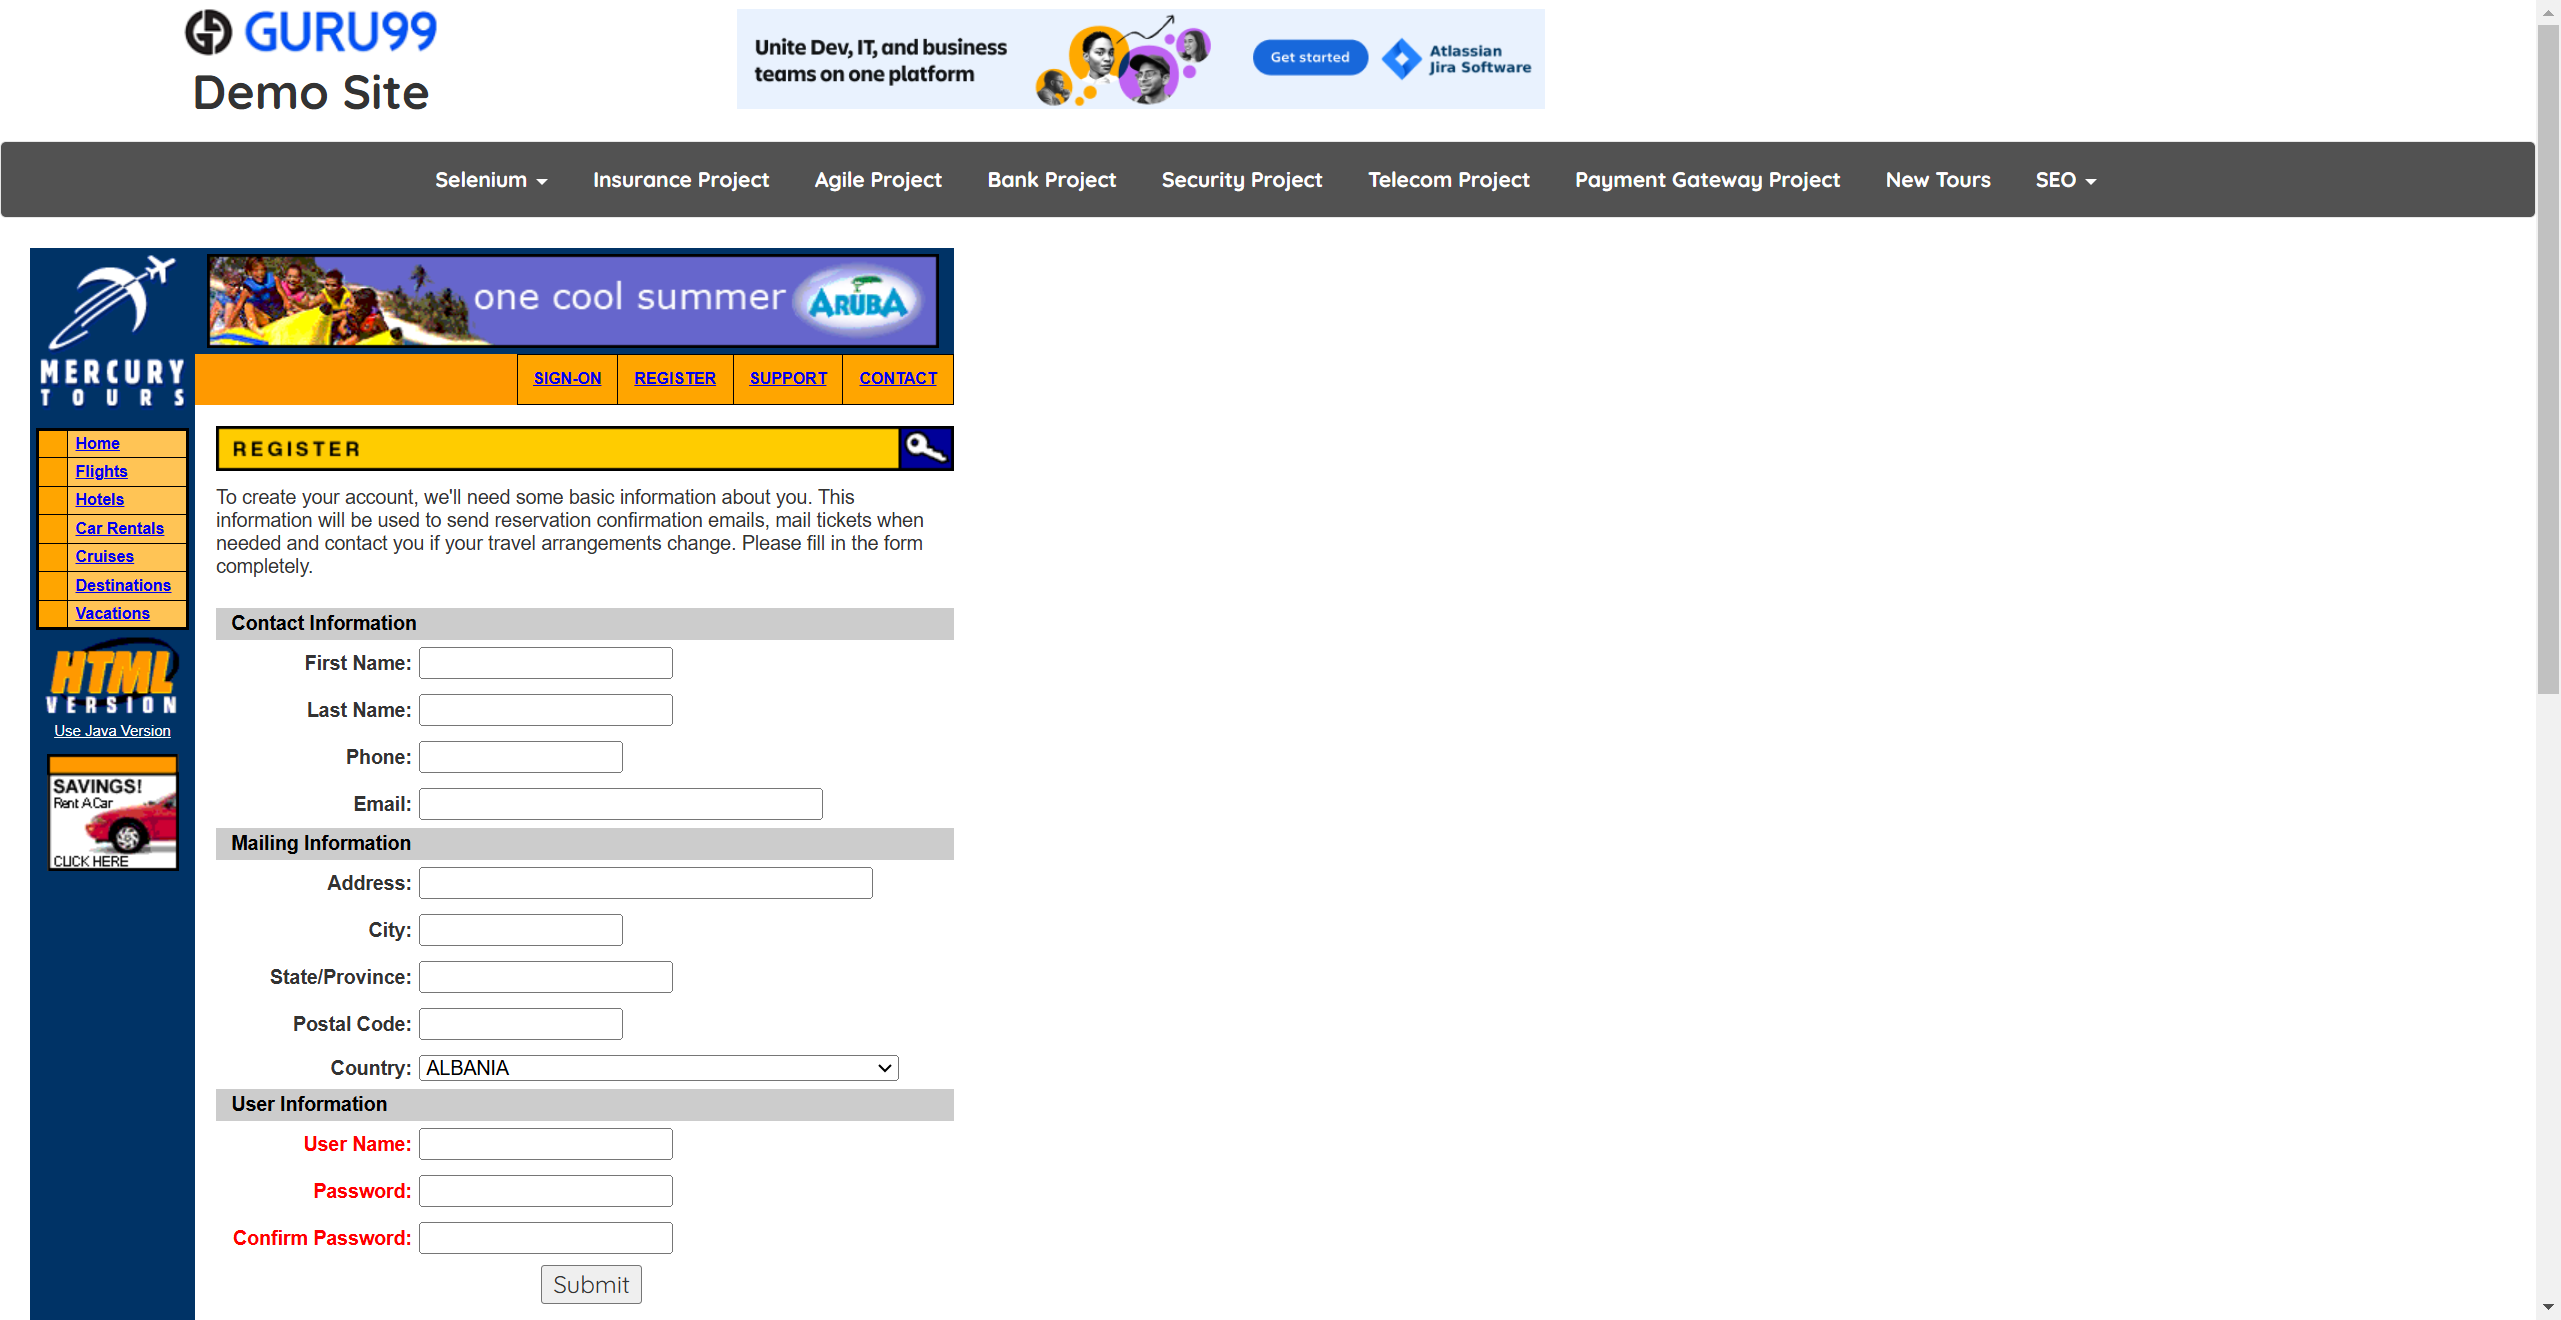 GURU99
Demo Site
Unite Dev, IT, and business
teams on one platform
Get started
Atlassian
Jira Software
Selenium
Insurance Project
Agile Project
Bank Project
Security Project
Telecom Project
Payment Gateway Project
New Tours
SEO
MERCURY
TOURS
one cool summer
ARUBA
SIGN-ON
REGISTER
SUPPORT
CONTACT
Home
Flights
Hotels
Car Rentals
Cruises
Destinations
Vacations
HTML
VERSION
Use Java Version
SAVINGS!
Rent A Car
CLICK HERE
REGISTER
To create your account, we'll need some basic information about you. This
information will be used to send reservation confirmation emails, mail tickets when
needed and contact you if your travel arrangements change. Please fill in the form
completely.
Contact Information
First Name:
Last Name:
Phone:
Email:
Mailing Information
Address:
City:
State/Province:
Postal Code:
Country: ALBANIA
User Information
User Name:
Password:
Confirm Password:
Submit